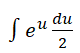 ∫ e^u du/2